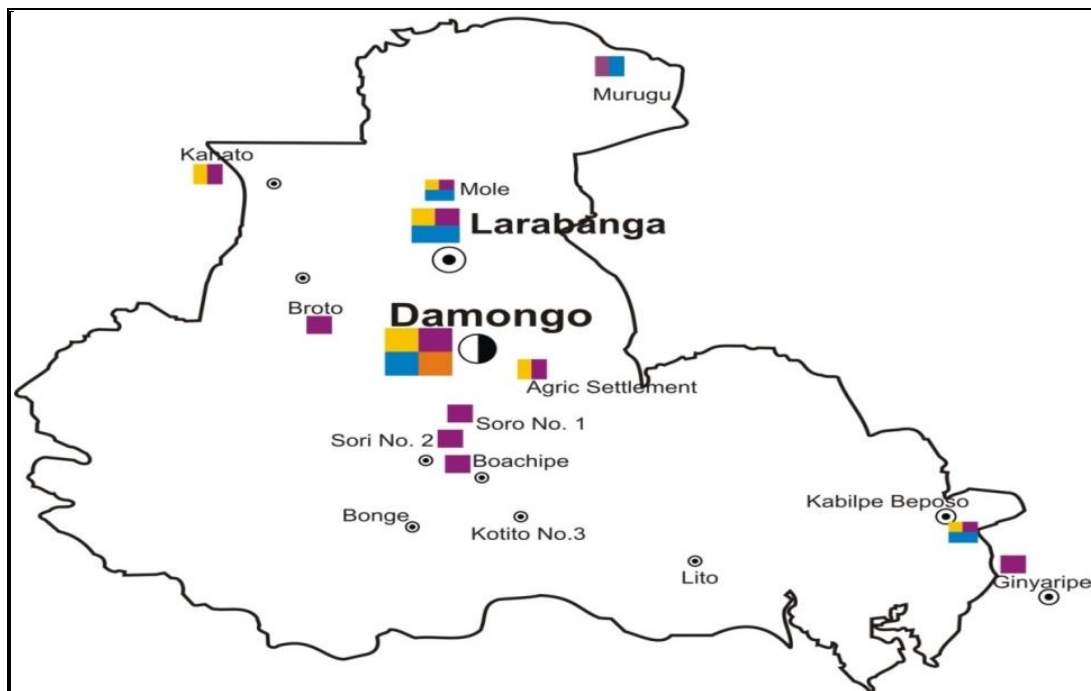 Murugu
Kanato
Mole
Larabanga
Broto
Damongo
Agric Settlement
Soro No. 1
Sori No. 2
Boachipe
Kabilpe Beposo
Bonge
Kotito No.3
Lito
Ginyaripe